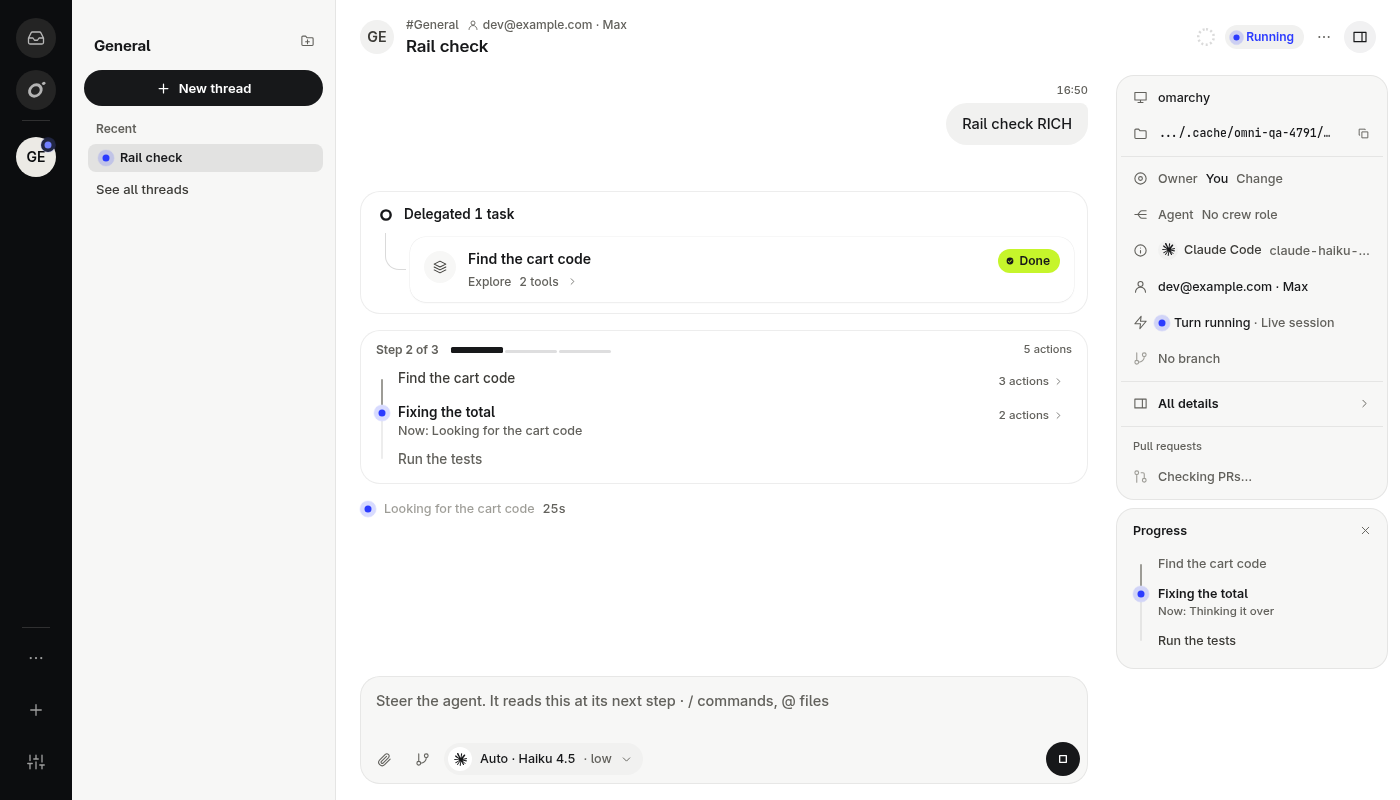 GE
General
New thread
Recent
Rail check
See all threads
GE
#General dev@example.com · Max
Rail check
Running
16:50
Rail check RICH
Delegated 1 task
Find the cart code
Explore 2 tools
Done
Step 2 of 3
5 actions
Find the cart code
3 actions
Fixing the total
2 actions
Now: Looking for the cart code
Run the tests
Looking for the cart code 25s
Steer the agent. It reads this at its next step · / commands, @ files
Auto · Haiku 4.5 · low
omarchy
.../.cache/omni-qa-4791/…
Owner You Change
Agent No crew role
Claude Code claude-haiku-...
dev@example.com · Max
Turn running · Live session
No branch
All details
Pull requests
Checking PRs...
Progress
Find the cart code
Fixing the total
Now: Thinking it over
Run the tests